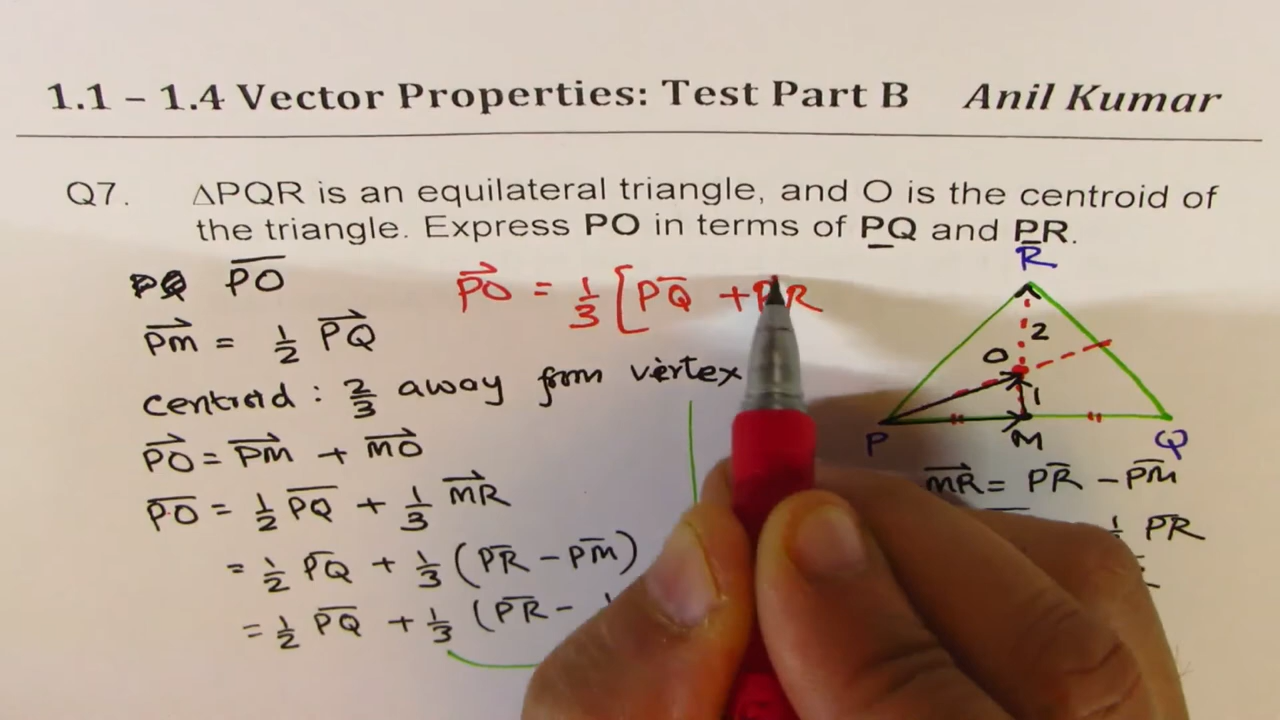 1.1 – 1.4 Vector Properties: Test Part B Anil Kumar
Q7. ΔPQR is an equilateral triangle, and O is the centroid of
the triangle. Express PO in terms of PQ and PR.
PO
PO = 1/3 [PQ + PR
R
PM = 1/2 PQ
2
centroid : 2/3 away from vertex
O
1
P M Q
PO = PM + MO
MR = PR – PM
PO = 1/2 PQ + 1/3 MR
PR
= 1/2 PQ + 1/3 (PR – PM)
= 1/2 PQ + 1/3 (PR –